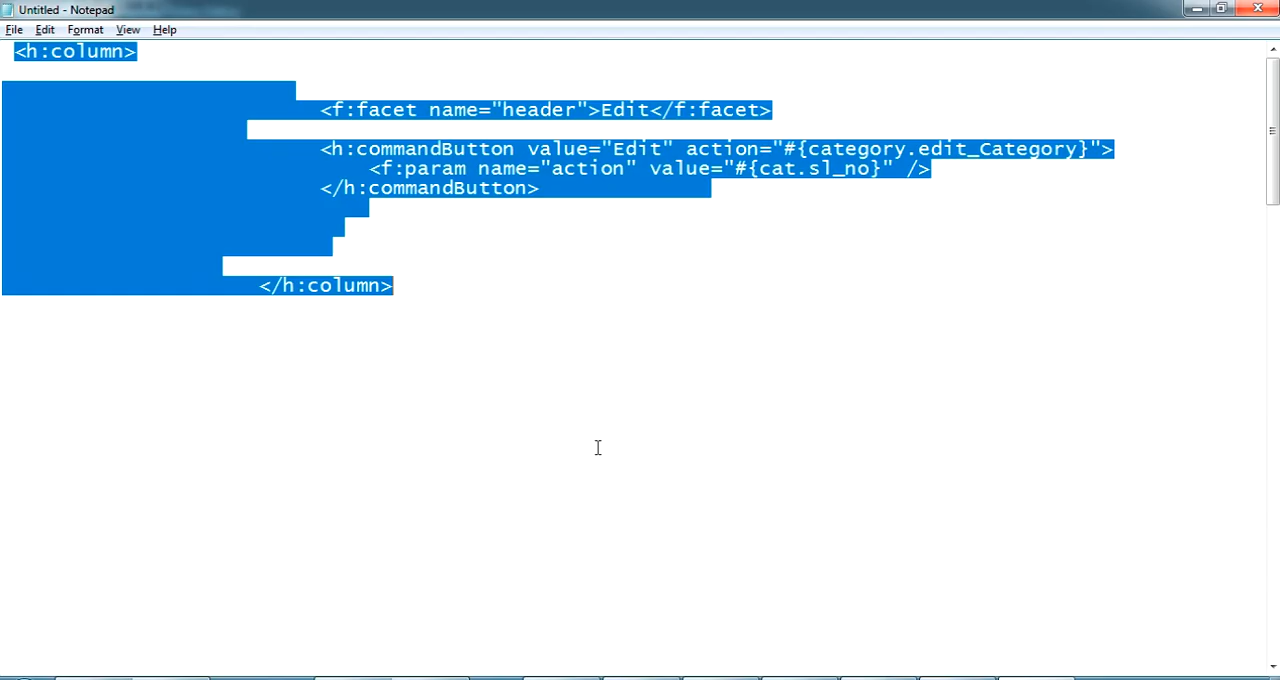 Untitled - Notepad
File Edit Format View Help
<h:column>
<f:facet name="header">Edit</f:facet>
<h:commandButton value="Edit" action="#{category.edit_Category}">
<f:param name="action" value="#{cat.sl_no}" />
</h:commandButton>
</h:column>